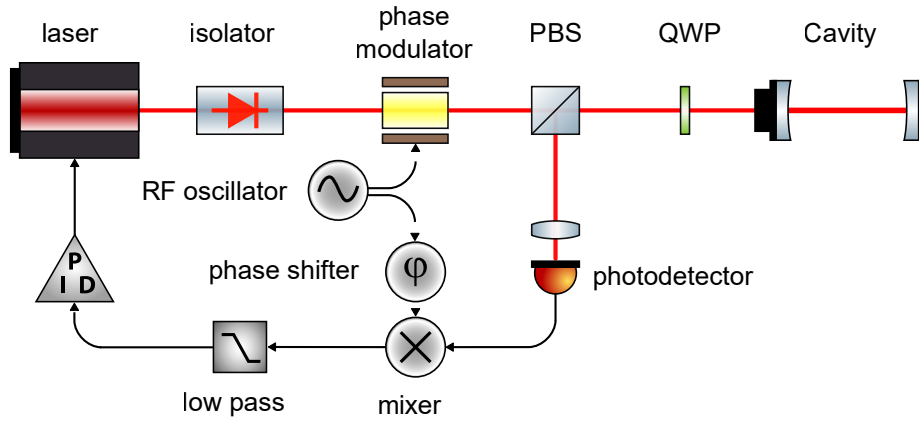 laser
isolator
phase
modulator
PBS
QWP
Cavity
RF oscillator
phase shifter
φ
photodetector
P
I D
low pass
mixer